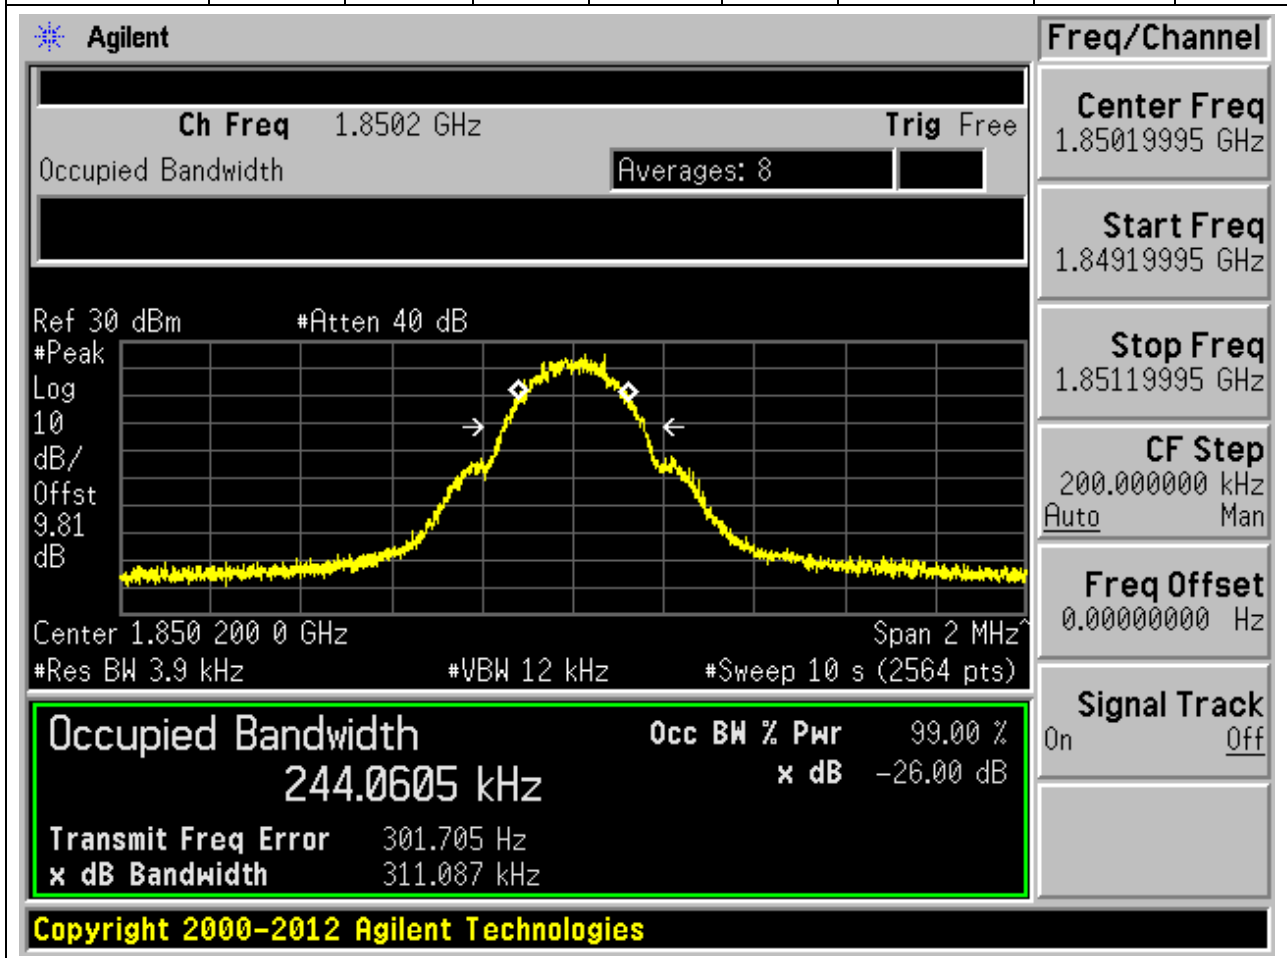 Agilent
Freq/Channel
Ch Freq 1.8502 GHz Trig Free
Occupied Bandwidth Averages: 8
Ref 30 dBm #Atten 40 dB
#Peak
Log
10
dB/
Offst
9.81
dB
Center 1.850 200 0 GHz Span 2 MHz^
#Res BW 3.9 kHz #VBW 12 kHz #Sweep 10 s (2564 pts)
Occupied Bandwidth Occ BW % Pwr 99.00 %
244.0605 kHz x dB -26.00 dB
Transmit Freq Error 301.705 Hz
x dB Bandwidth 311.087 kHz
Copyright 2000-2012 Agilent Technologies
Center Freq
1.85019995 GHz
Start Freq
1.84919995 GHz
Stop Freq
1.85119995 GHz
CF Step
200.000000 kHz
Auto Man
Freq Offset
0.00000000 Hz
Signal Track
On Off